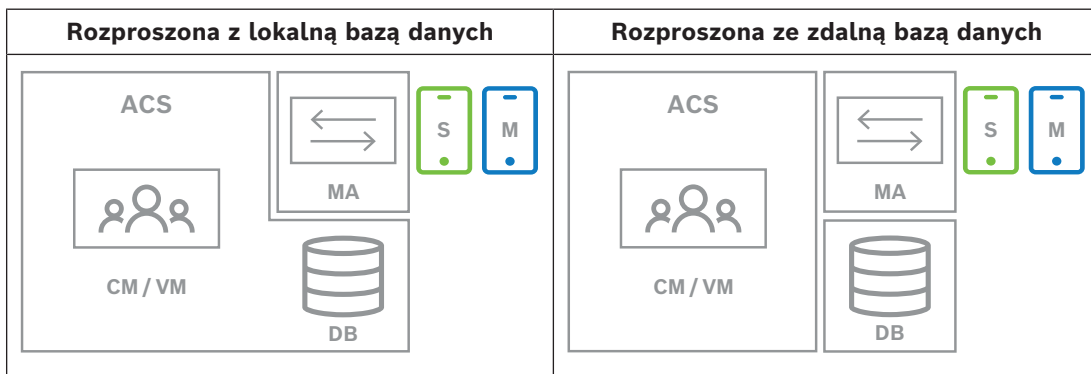 Rozproszona z lokalną bazą danych
Rozproszona ze zdalną bazą danych
ACS
S
M
MA
CM / VM
DB
ACS
S
M
MA
CM / VM
DB